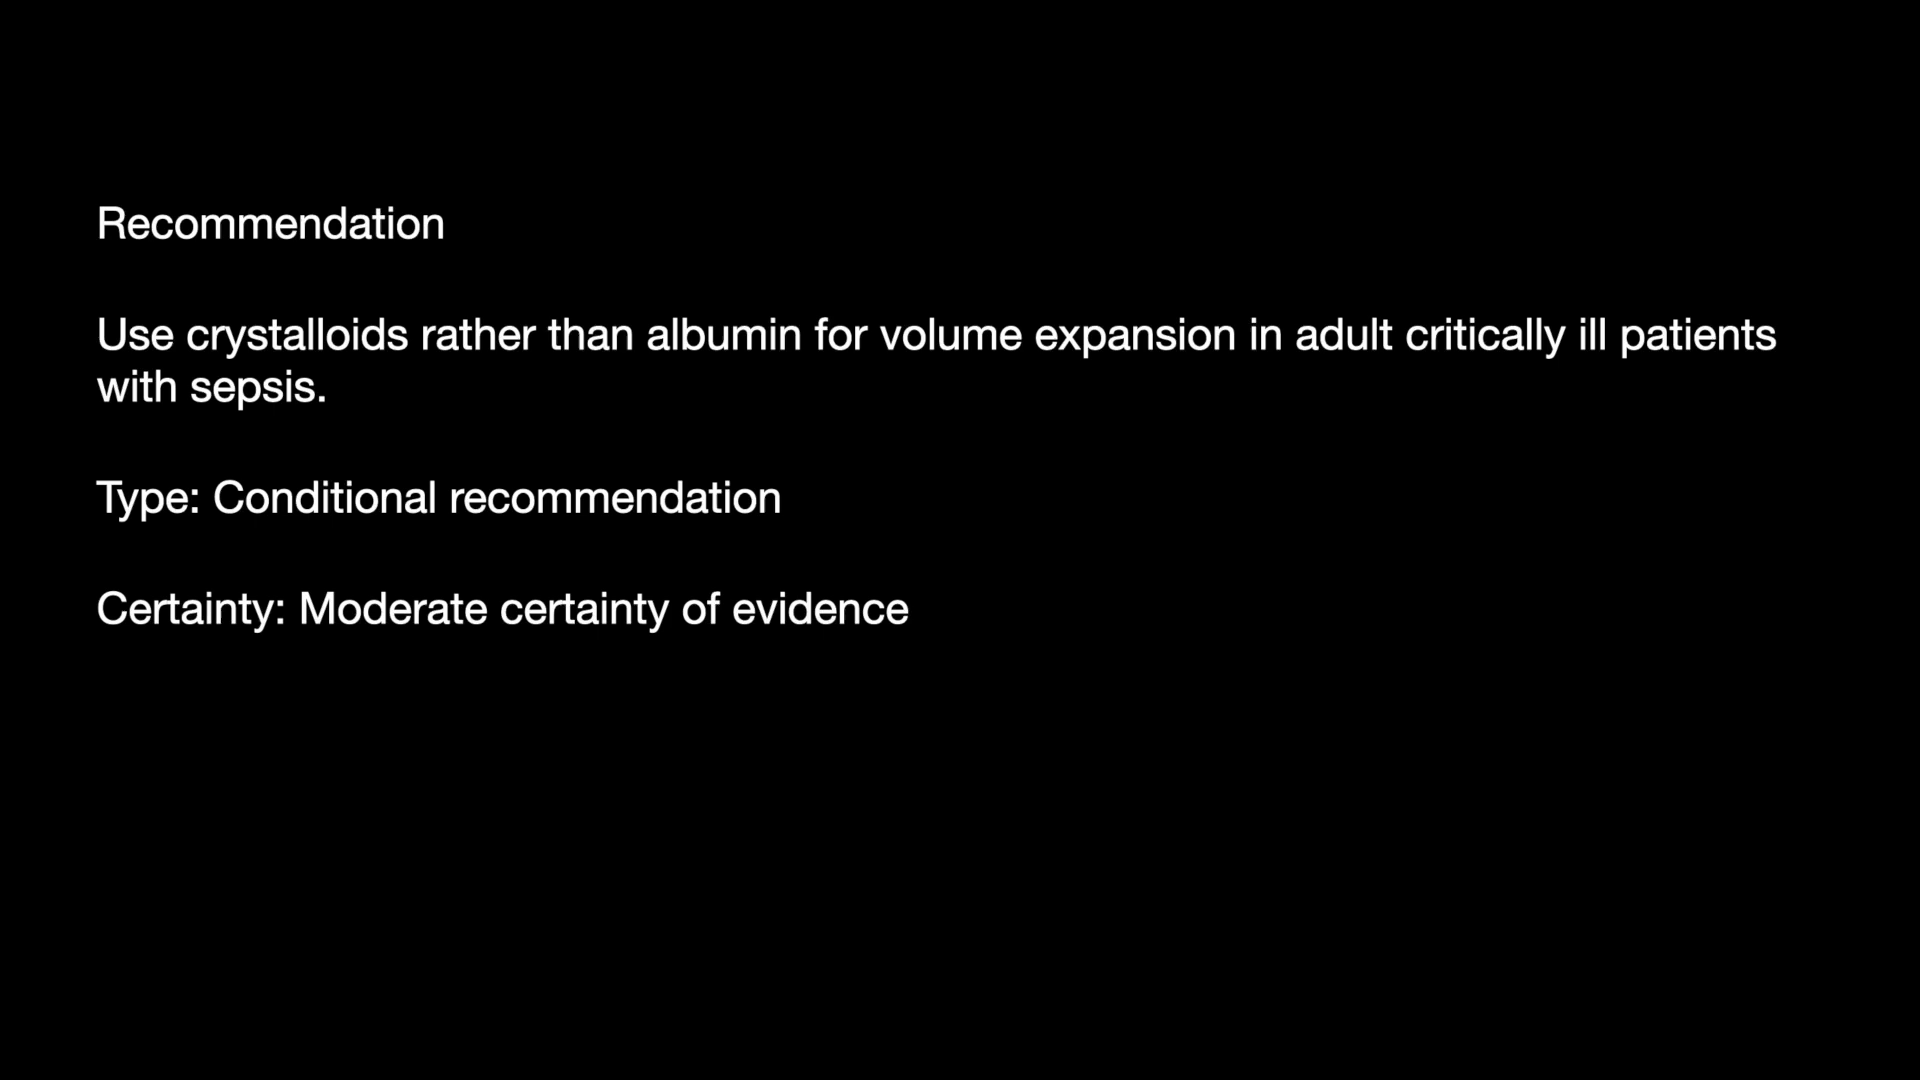 Recommendation
Use crystalloids rather than albumin for volume expansion in adult critically ill patients
with sepsis.
Type: Conditional recommendation
Certainty: Moderate certainty of evidence